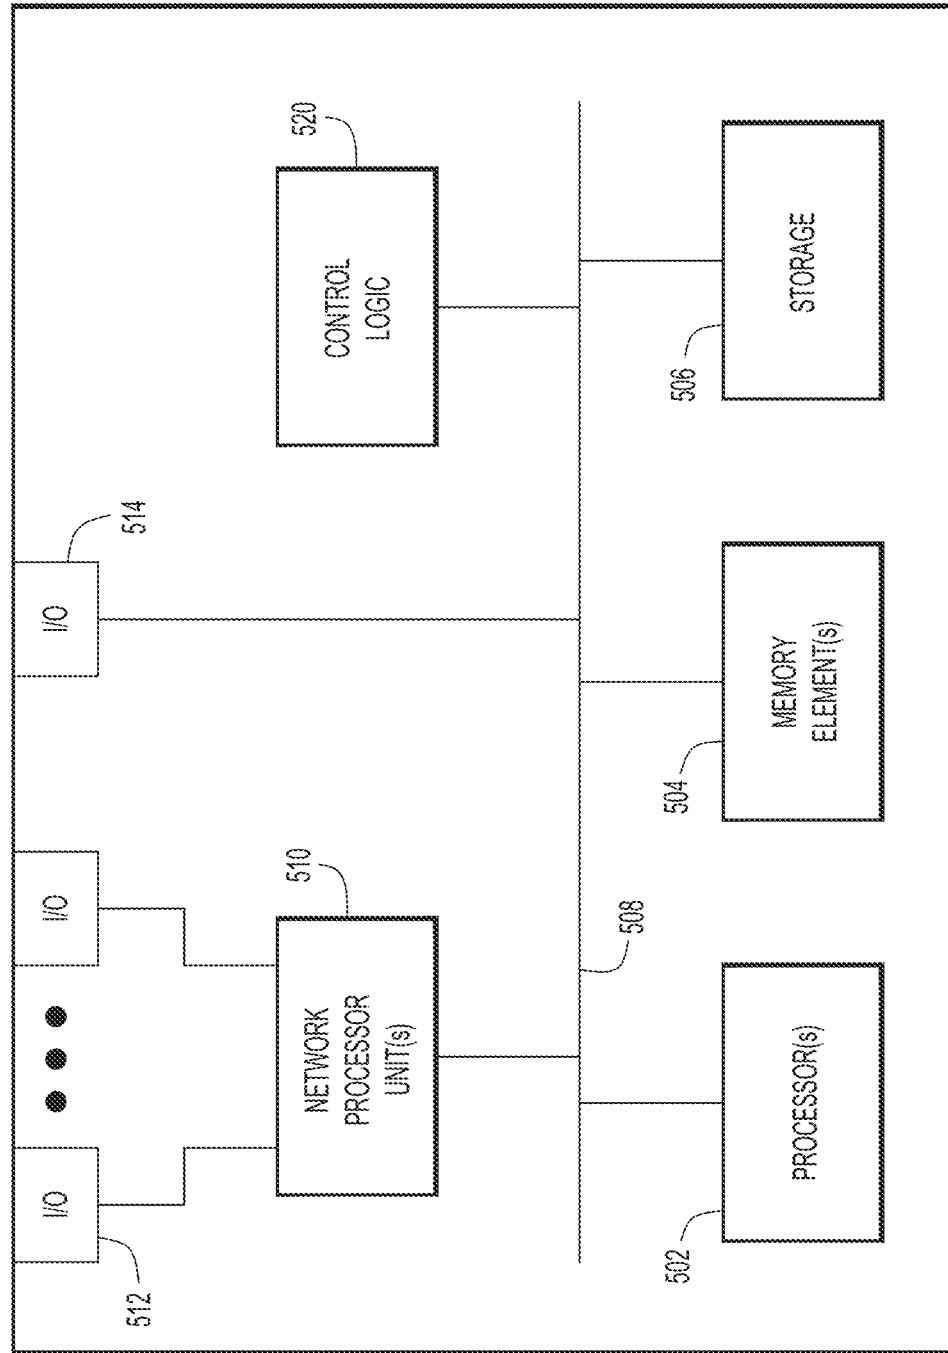 I/O
I/O
I/O
512
514
510
520
NETWORK
PROCESSOR
UNIT(s)
CONTROL
LOGIC
508
502
504
506
PROCESSOR(s)
MEMORY
ELEMENT(s)
STORAGE